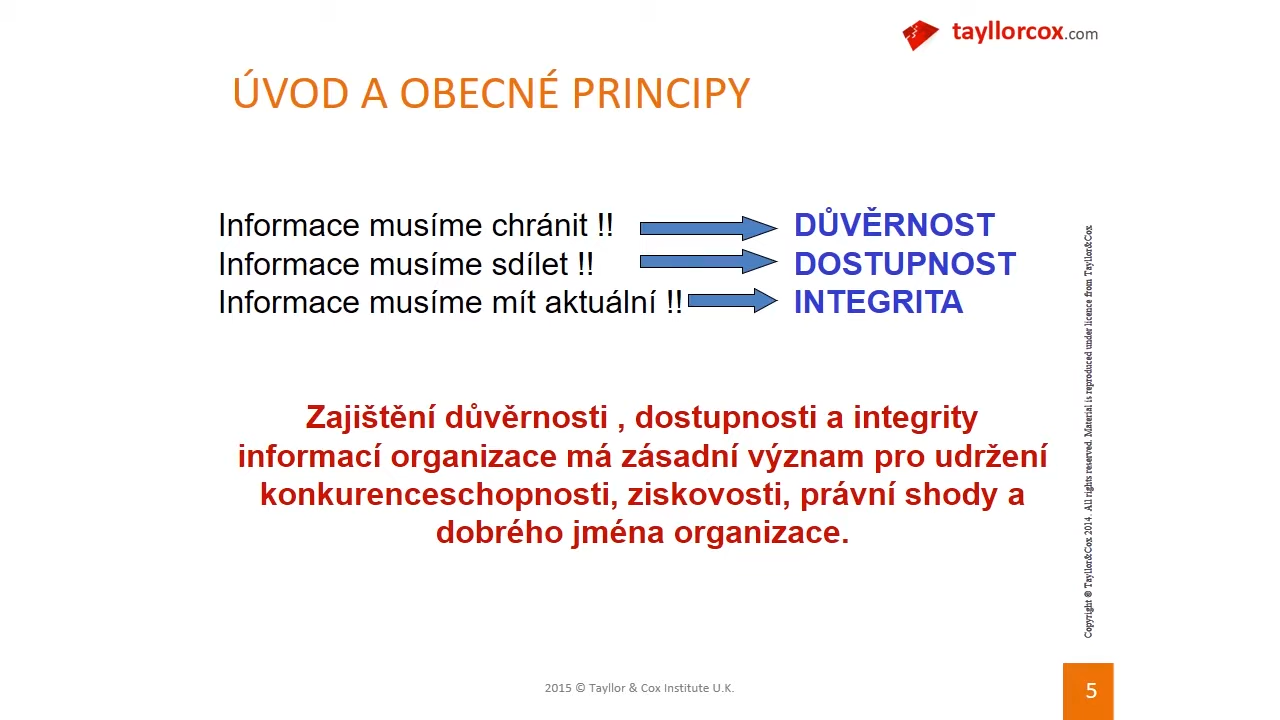 tayllorcox.com
ÚVOD A OBECNÉ PRINCIPY
Informace musíme chránit !! DŮVĚRNOST
Informace musíme sdílet !! DOSTUPNOST
Informace musíme mít aktuální !! INTEGRITA
Zajištění důvěrnosti , dostupnosti a integrity
informací organizace má zásadní význam pro udržení
konkurenceschopnosti, ziskovosti, právní shody a
dobrého jména organizace.
Copyright © Tayllor&Cox 2014. All rights reserved. Material is reproduced under licence from Tayllor&Cox
2015 © Tayllor & Cox Institute U.K.
5